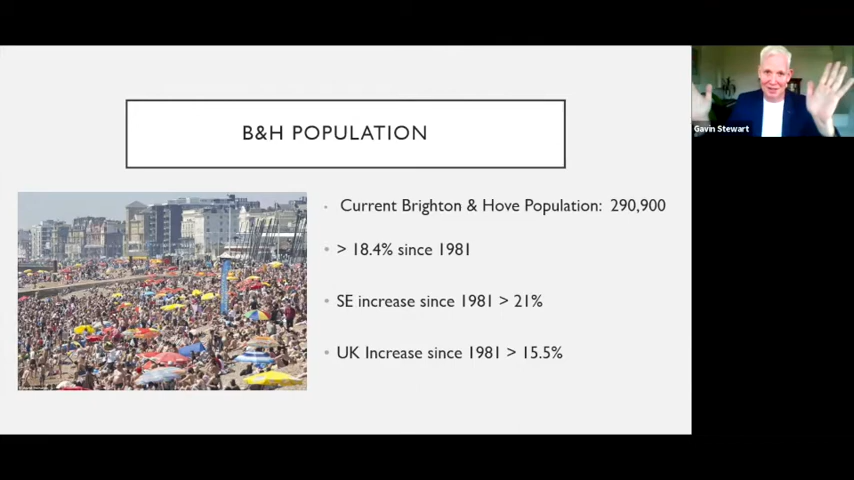 B&H POPULATION
Current Brighton & Hove Population: 290,900
> 18.4% since 1981
SE increase since 1981 > 21%
UK Increase since 1981 > 15.5%
Gavin Stewart